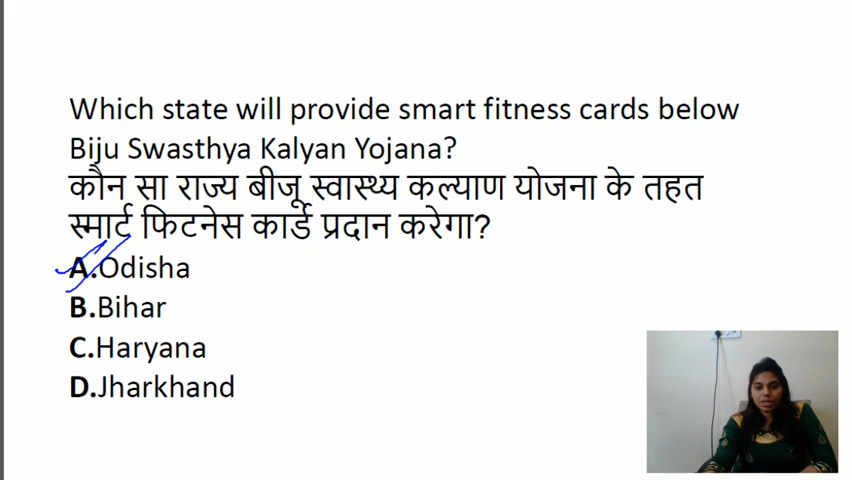 Which state will provide smart fitness cards below
Biju Swasthya Kalyan Yojana?
कौन सा राज्य बीजू स्वास्थ्य कल्याण योजना के तहत
स्मार्ट फिटनेस कार्ड प्रदान करेगा?
A.Odisha
B.Bihar
C.Haryana
D.Jharkhand